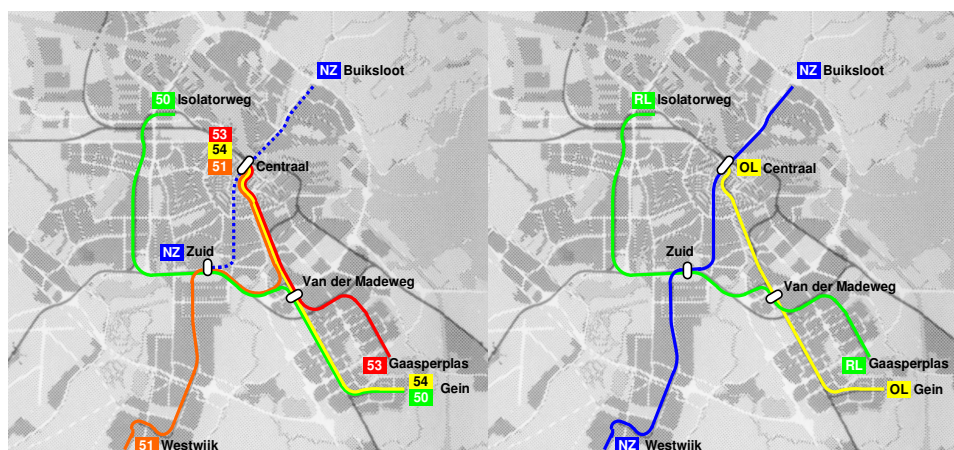 NZ Buiksloot
50 Isolatorweg
53
54
51
Centraal
NZ Zuid
Van der Madeweg
53 Gaasperplas
54
50
Gein
51 Westwijk
NZ Buiksloot
RL Isolatorweg
OL Centraal
Zuid
Van der Madeweg
RL Gaasperplas
OL Gein
NZ Westwijk